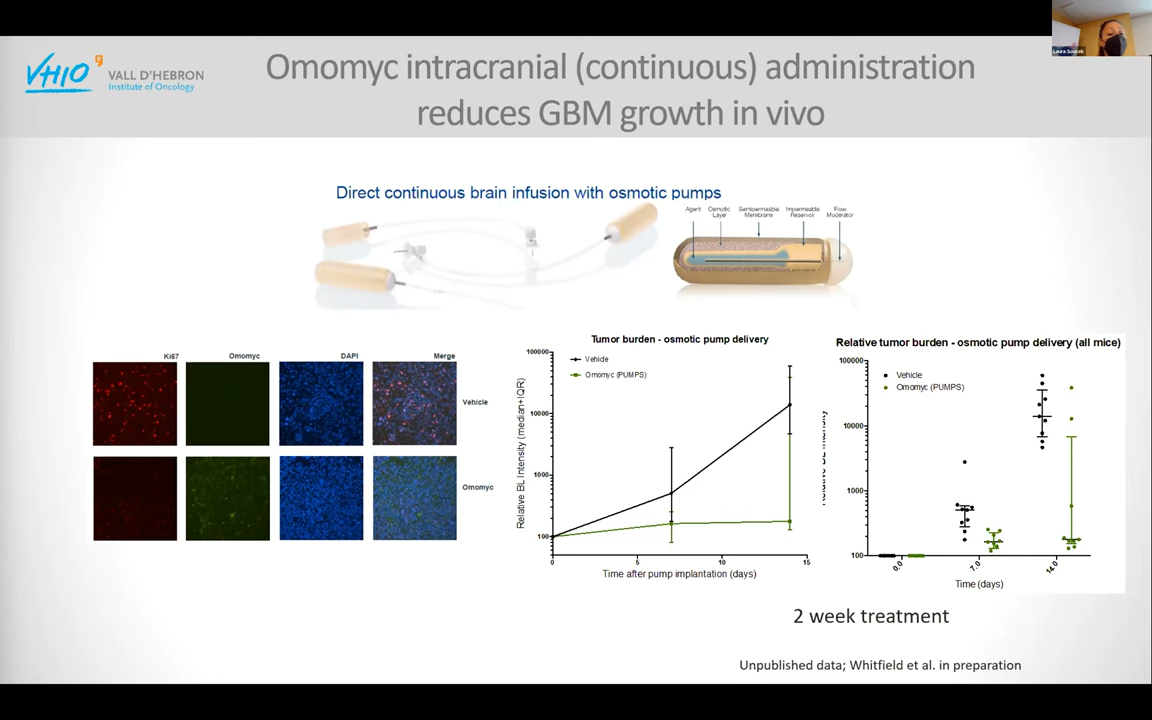 Laura Soucek
VHIO
VALL D'HEBRON
Institute of Oncology
Omomyc intracranial (continuous) administration
reduces GBM growth in vivo
Direct continuous brain infusion with osmotic pumps
Agent
Osmotic Layer
Semipermeable Membrane
Impermeable Reservoir
Flow Moderator
Ki67 Omomyc DAPI Merge
Vehicle
Omomyc
Tumor burden - osmotic pump delivery
Vehicle
Omomyc (PUMPS)
Relative BL Intensity (median+IQR)
100000
10000
1000
100
0 5 10 15
Time after pump implantation (days)
Relative tumor burden - osmotic pump delivery (all mice)
Vehicle
Omomyc (PUMPS)
100000
10000
1000
100
0.0 7.0 14.0
Time (days)
2 week treatment
Unpublished data; Whitfield et al. in preparation